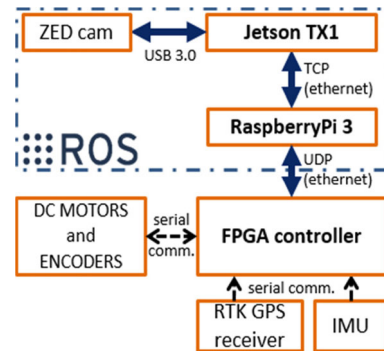 ZED cam
USB 3.0
Jetson TX1
TCP
(ethernet)
RaspberryPi 3
ROS
UDP
(ethernet)
DC MOTORS
and
ENCODERS
serial
comm.
FPGA controller
serial comm.
RTK GPS
receiver
IMU